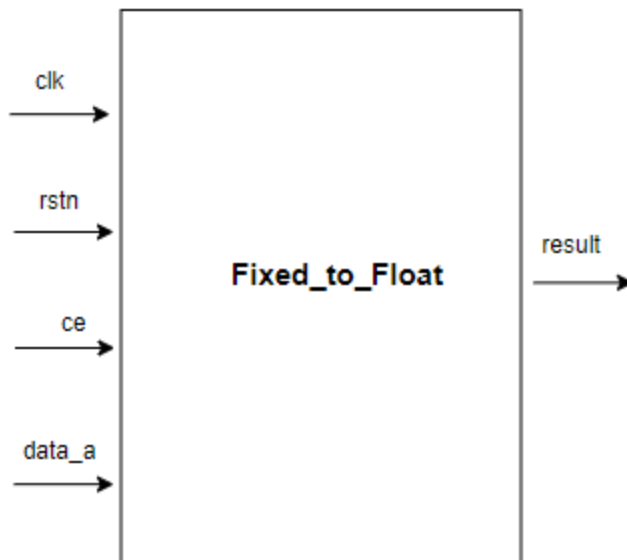 clk
rstn
ce
data_a
Fixed_to_Float
result